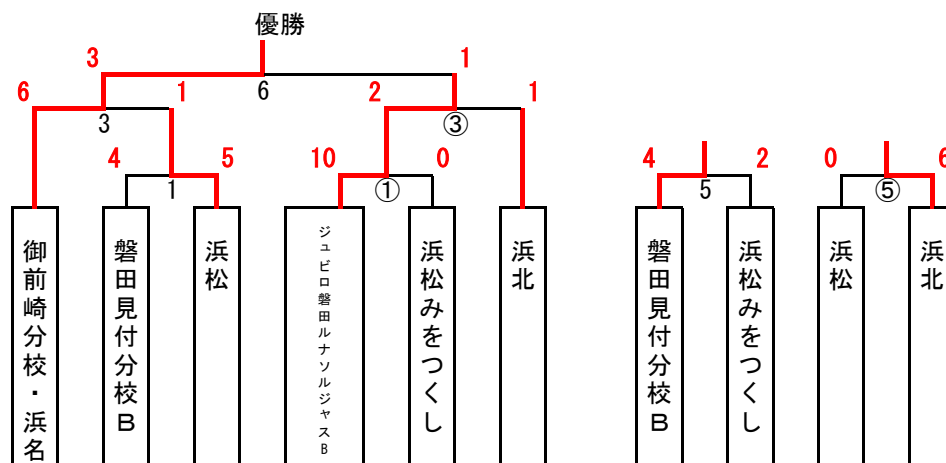 優勝
3 1
6
6 1 2 1
3 ③
4 5 10 0 4 2 0 6
1 ① 5 ⑤
御前崎分校・浜名
磐田見付分校B
浜松
ジュビロ磐田ルナソルジャスB
浜松みをつくし
浜北
磐田見付分校B
浜松みをつくし
浜松
浜北